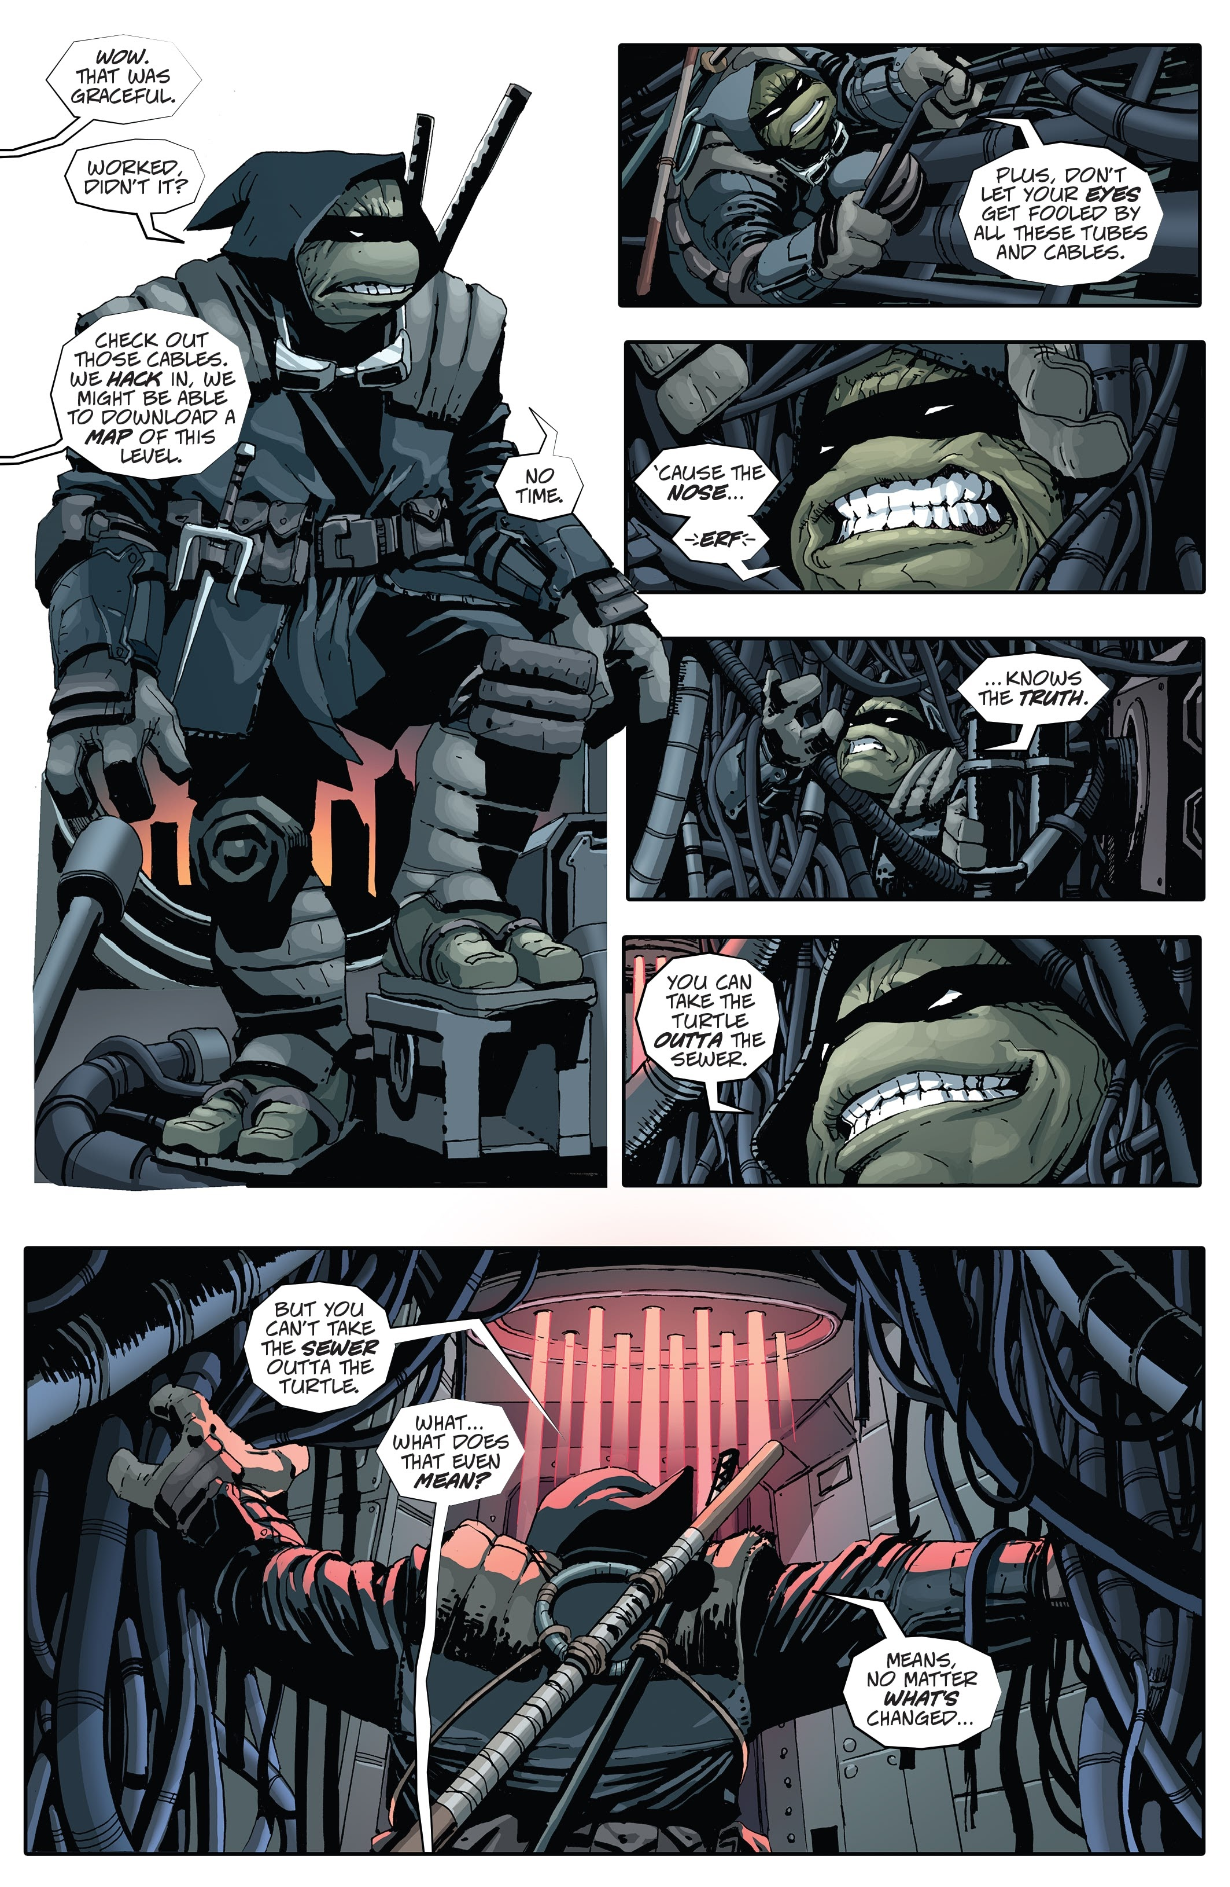 WOW.
THAT WAS
GRACEFUL.
WORKED,
DIDN'T IT?
CHECK OUT
THOSE CABLES.
WE HACK IN, WE
MIGHT BE ABLE
TO DOWNLOAD A
MAP OF THIS
LEVEL.
NO
TIME.
PLUS, DON'T
LET YOUR EYES
GET FOOLED BY
ALL THESE TUBES
AND CABLES.
'CAUSE THE
NOSE...
ERF
...KNOWS
THE TRUTH.
YOU CAN
TAKE THE
TURTLE
OUTTA THE
SEWER.
BUT YOU
CAN'T TAKE
THE SEWER
OUTTA THE
TURTLE.
WHAT...
WHAT DOES
THAT EVEN
MEAN?
MEANS,
NO MATTER
WHAT'S
CHANGED...